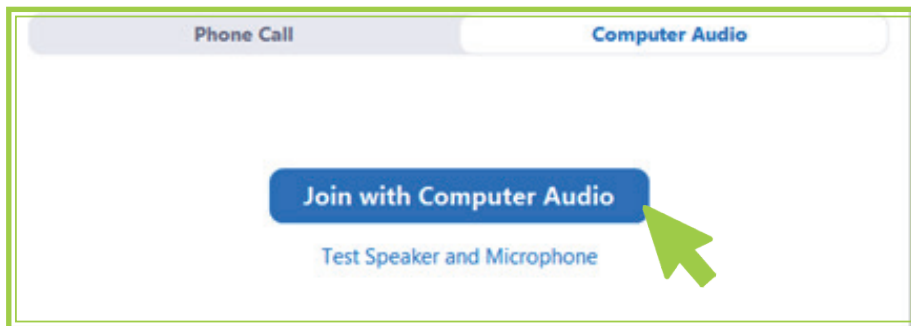 Phone Call Computer Audio
Join with Computer Audio
Test Speaker and Microphone